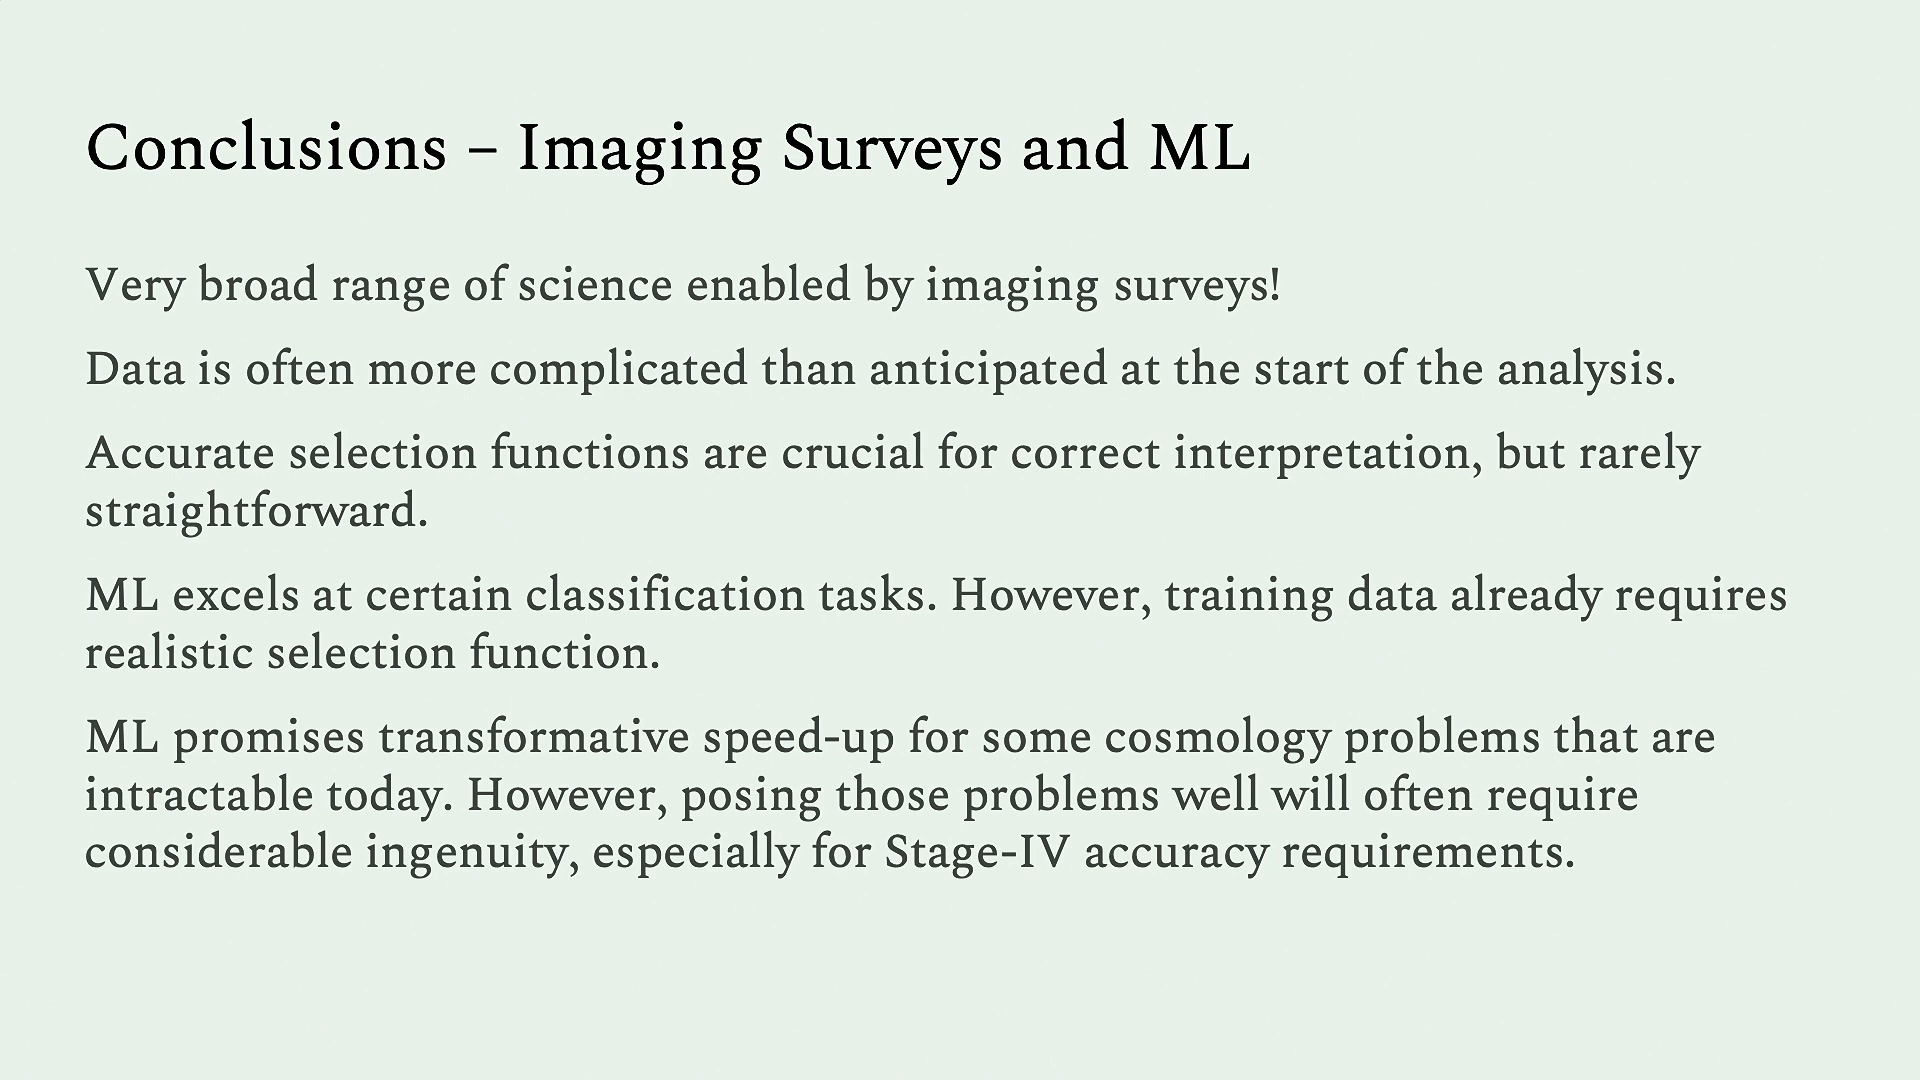 Conclusions – Imaging Surveys and ML
Very broad range of science enabled by imaging surveys!
Data is often more complicated than anticipated at the start of the analysis.
Accurate selection functions are crucial for correct interpretation, but rarely
straightforward.
ML excels at certain classification tasks. However, training data already requires
realistic selection function.
ML promises transformative speed-up for some cosmology problems that are
intractable today. However, posing those problems well will often require
considerable ingenuity, especially for Stage-IV accuracy requirements.